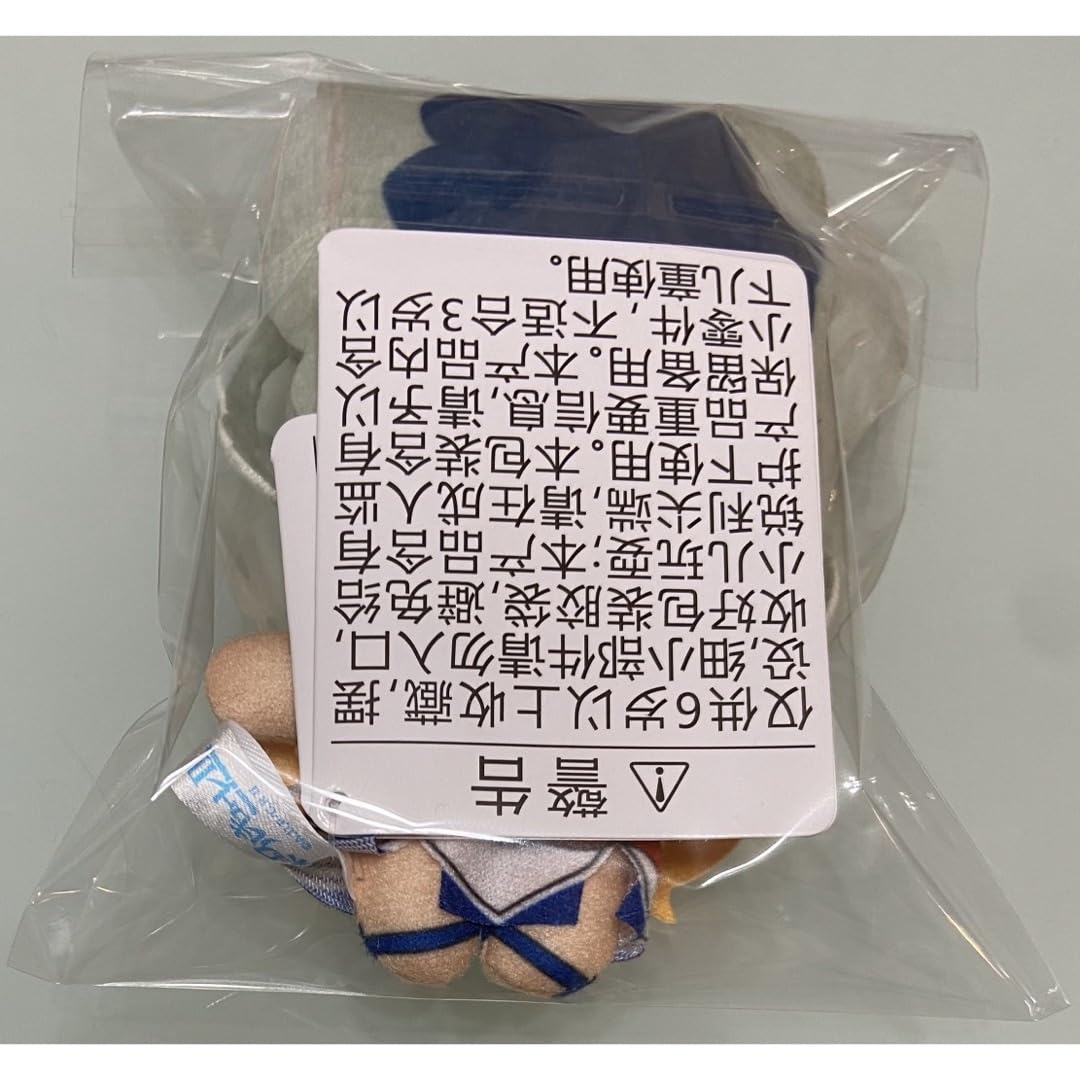 警告
仅供6岁以上收藏,摆
设,细小部件请勿入口,
收好包装胶袋,避免给
小儿玩耍;本产品含有
锐利尖端,请在成人监
护下使用。本包装含有
产品重要信息,请予以
保留备用。本产品内含
小零件,不适合3岁以
下儿童使用。